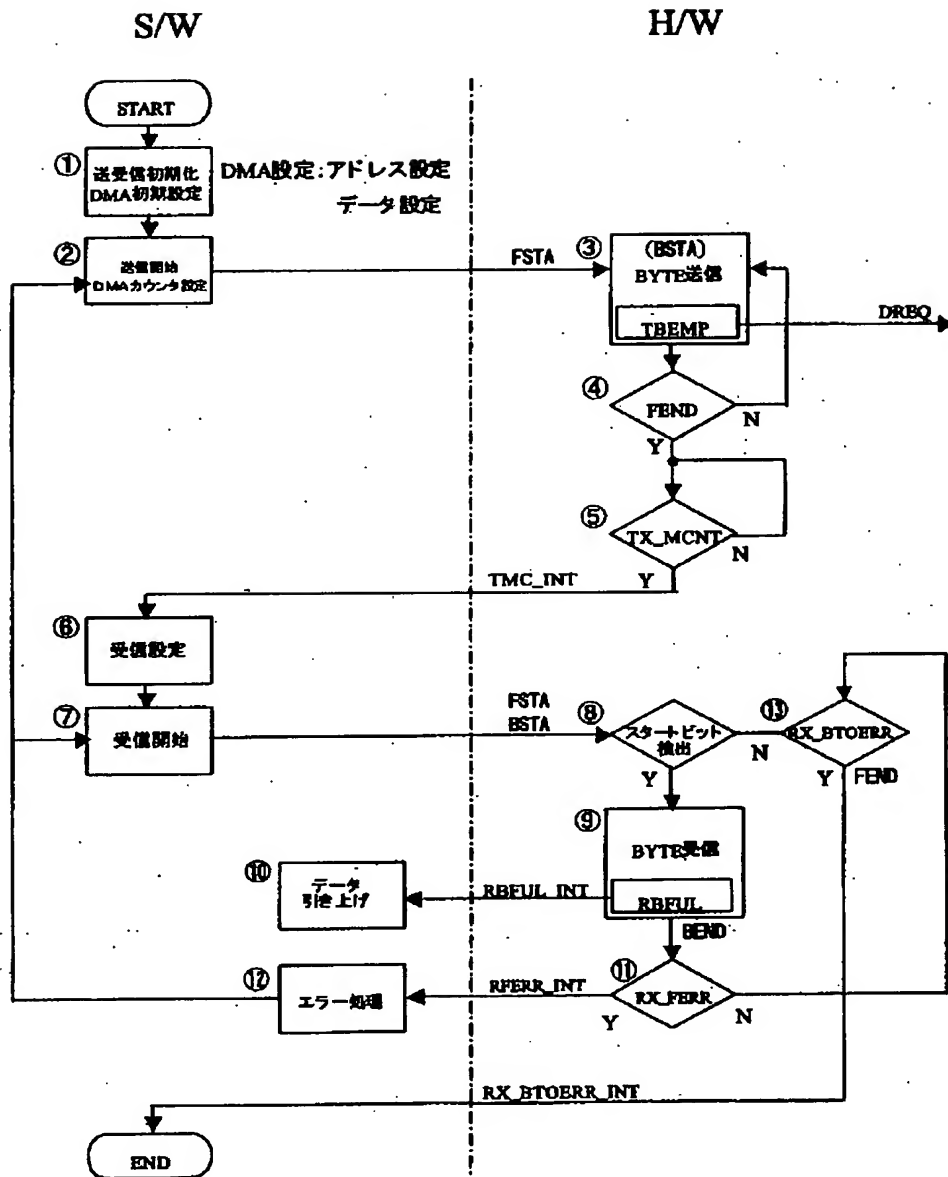 S/W
H/W
START
①
送受信初期化
DMA初期設定
DMA設定:アドレス設定
データ設定
②
送信開始
DMAカウンタ設定
FSTA
③
(BSTA)
BYTE送信
TBEMP
DREQ
④
FEND
N
Y
⑤
TX_MCNT
N
Y
TMC_INT
⑥
受信設定
⑦
受信開始
FSTA
BSTA
⑧
スタートビット
検出
N
Y
⑬
RX_BTOERR
Y
FEND
⑨
BYTE受信
RBFUL
⑩
データ
引き上げ
RBFUL_INT
BEND
⑪
RX_FERR
Y
N
⑫
エラー処理
RFERR_INT
RX_BTOERR_INT
END